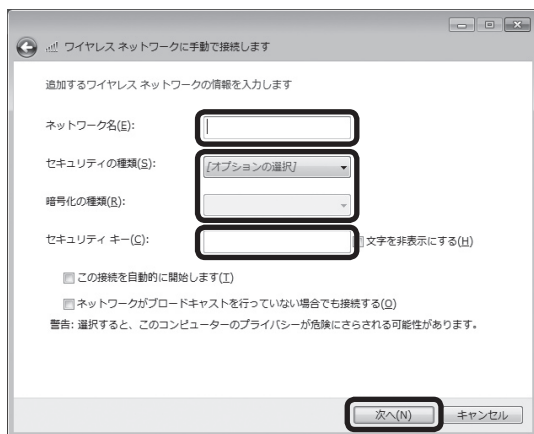 ワイヤレス ネットワークに手動で接続します
追加するワイヤレス ネットワークの情報を入力します
ネットワーク名(E):
セキュリティの種類(S):
[オプションの選択]
暗号化の種類(R):
セキュリティ キー(C):
文字を非表示にする(H)
この接続を自動的に開始します(T)
ネットワークがブロードキャストを行っていない場合でも接続する(O)
警告: 選択すると、このコンピューターのプライバシーが危険にさらされる可能性があります。
次へ(N)
キャンセル